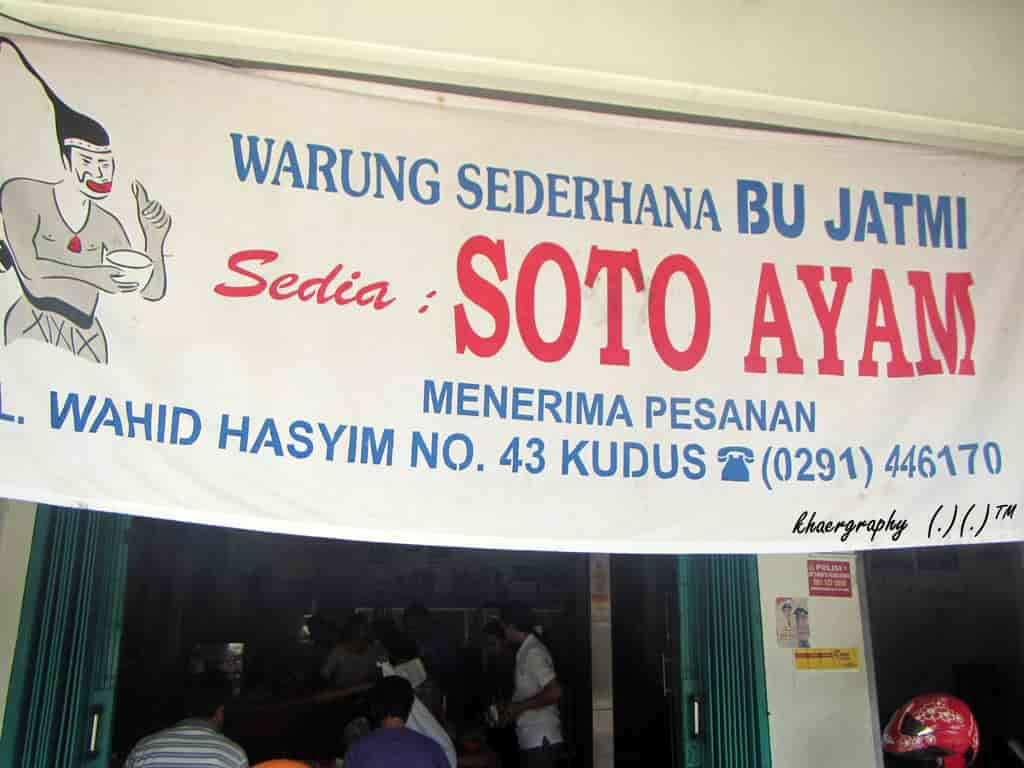 WARUNG SEDERHANA BU JATMI
Sedia : SOTO AYAM
MENERIMA PESANAN
L. WAHID HASYIM NO. 43 KUDUS ☎ (0291) 446170
khaergraphy (.)(.)™
POLISI